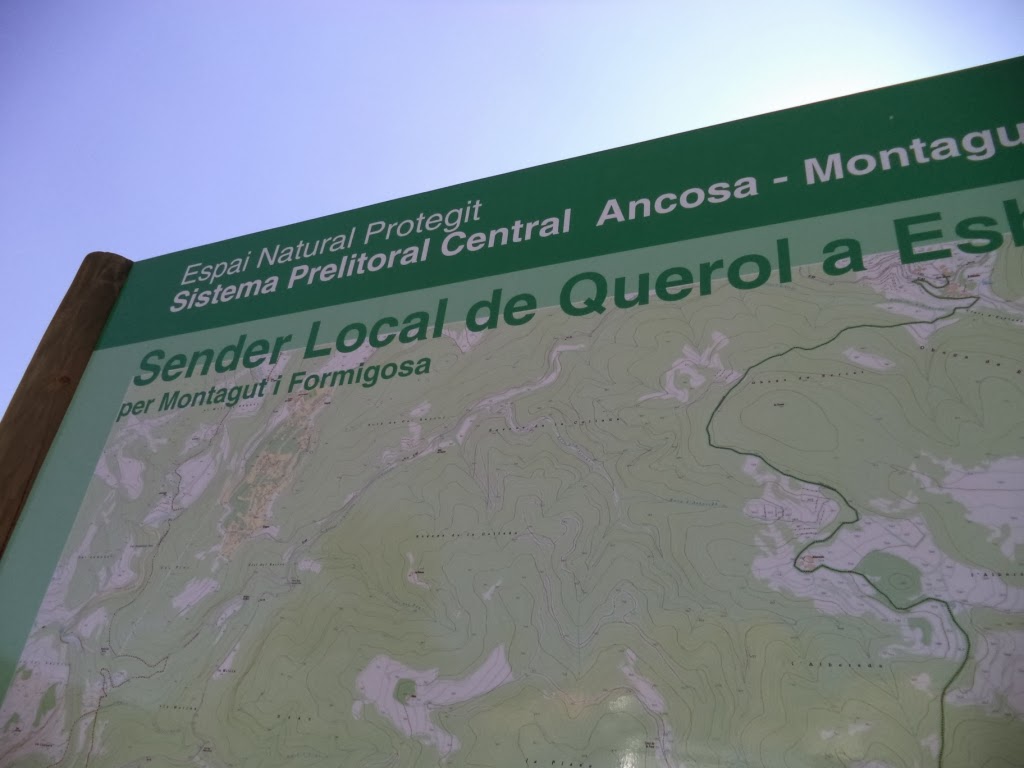 Espai Natural Protegit
Sistema Prelitoral Central Ancosa - Montagu
Sender Local de Querol a Esb
per Montagut i Formigosa